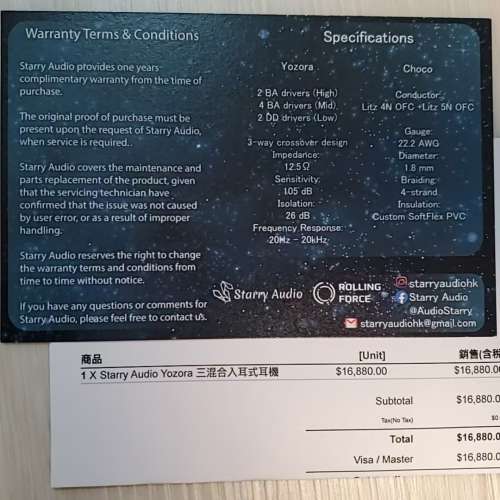 Warranty Terms & Conditions
Starry Audio provides one years
complimentary warranty from the time of
purchase.
The original proof of purchase must be
present upon the request of Starry Audio,
when service is required..
Starry Audio covers the maintenance and
parts replacement of the product, given
that the servicing technician have
confirmed that the issue was not caused
by user error, or as a result of improper
handling.
Starry Audio reserves the right to change
the warranty terms and conditions from
time to time without notice.
If you have any questions or comments for
Starry Audio, please feel free to contact us.
Specifications
Yozora
2 BA drivers (High)
4 BA drivers (Mid)
2 DD drivers (Low)
3-way crossover design
Impedance:
12.5Ω
Sensitivity:
105 dB
Isolation:
26 dB
Frequency Response:
20Hz - 20kHz
Choco
Conductor:
Litz 4N OFC +Litz 5N OFC
Gauge:
22.2 AWG
Diameter:
1.8 mm
Braiding:
4-strand
Insulation:
Custom SoftFlex PVC
Starry Audio
ROLLING
FORCE
starryaudiohk
Starry Audio
@AudioStarry
starryaudiohk@gmail.com
商品 [Unit] 銷售(含稅
1 X Starry Audio Yozora 三混合入耳式耳機 $16,880.00 $16,880.00
Subtotal $16,880.0
Tax(No Tax) $0.
Total $16,880.0
Visa / Master $16,880.0